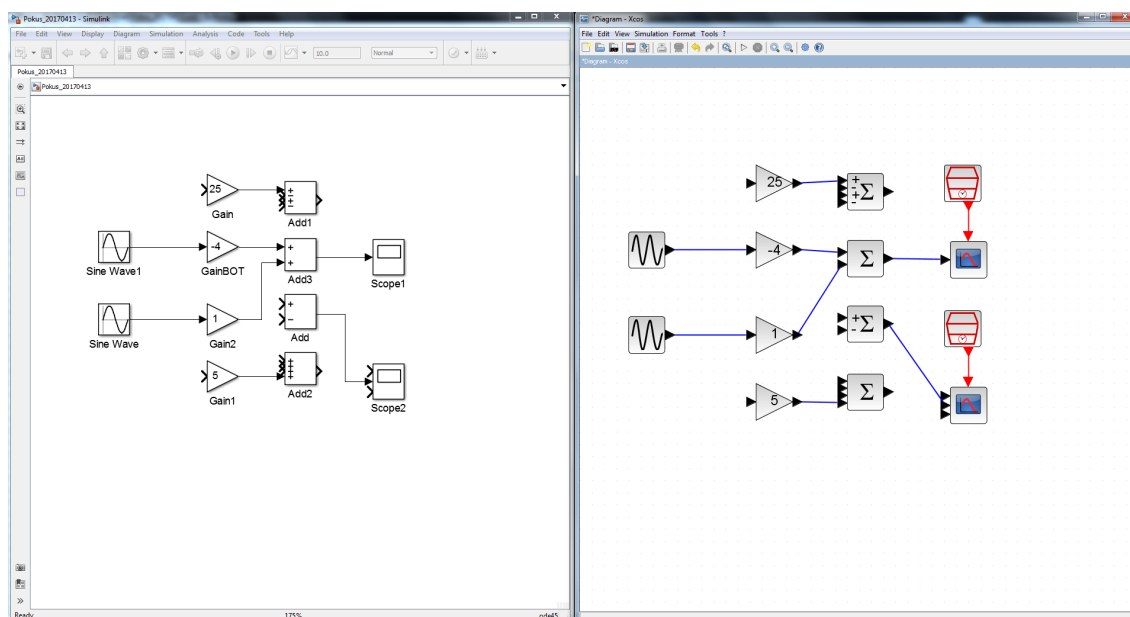 Pokus_20170413 - Simulink
File Edit View Display Diagram Simulation Analysis Code Tools Help
10.0
Normal
Pokus_20170413
Pokus_20170413
25
Gain
+
-
+
-
Add1
Sine Wave1
-4
GainBOT
+
+
Add3
Scope1
Sine Wave
1
Gain2
+
-
Add
5
Gain1
+
+
+
+
Add2
Scope2
Ready
175%
ode45
*Diagram - Xcos
File Edit View Simulation Format Tools ?
*Diagram - Xcos
25
+
-
+
-
Σ
-4
Σ
1
+
-
Σ
5
Σ